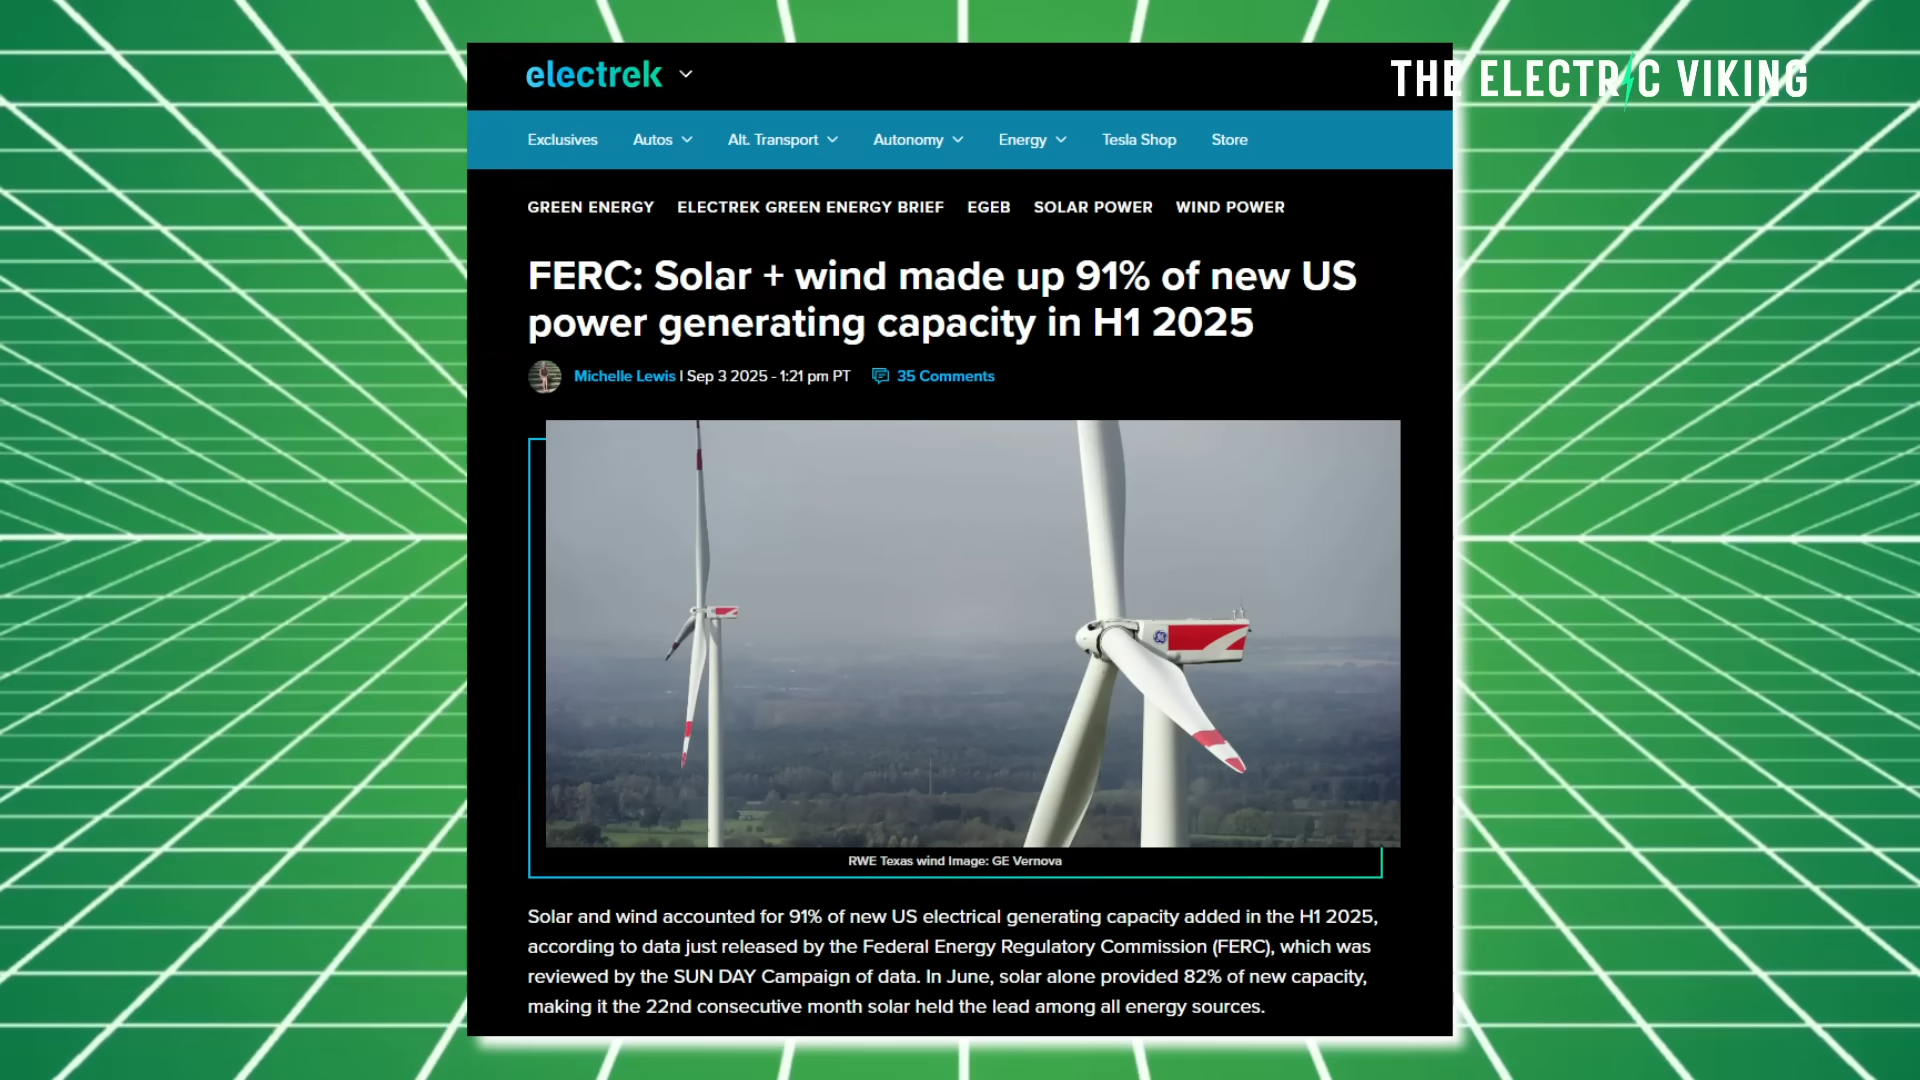 electrek
THE ELECTRIC VIKING
Exclusives Autos Alt. Transport Autonomy Energy Tesla Shop Store
GREEN ENERGY ELECTREK GREEN ENERGY BRIEF EGEB SOLAR POWER WIND POWER
FERC: Solar + wind made up 91% of new US
power generating capacity in H1 2025
Michelle Lewis | Sep 3 2025 - 1:21 pm PT 35 Comments
RWE Texas wind Image: GE Vernova
Solar and wind accounted for 91% of new US electrical generating capacity added in the H1 2025,
according to data just released by the Federal Energy Regulatory Commission (FERC), which was
reviewed by the SUN DAY Campaign of data. In June, solar alone provided 82% of new capacity,
making it the 22nd consecutive month solar held the lead among all energy sources.